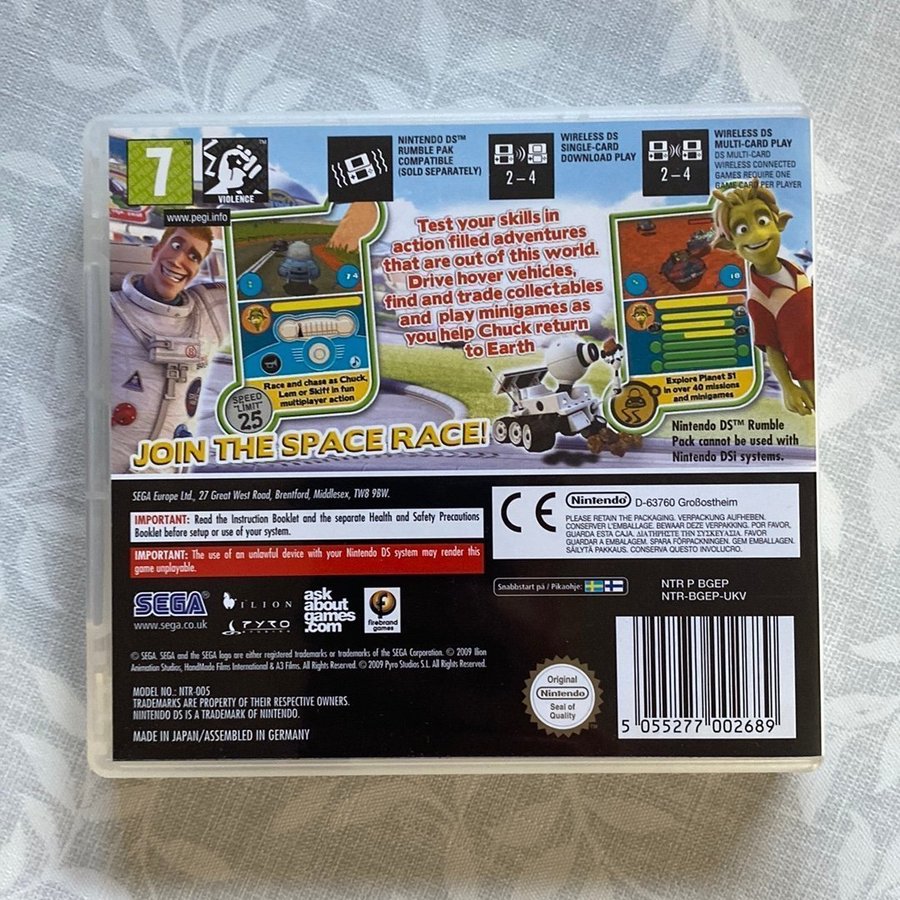 7™
™
VIOLENCE
www.pegi.info
NINTENDO DS™
RUMBLE PAK
COMPATIBLE
(SOLD SEPARATELY)
2–4
WIRELESS DS
SINGLE-CARD
DOWNLOAD PLAY
2–4
WIRELESS DS
MULTI-CARD PLAY
DS MULTI-CARD
WIRELESS CONNECTED
GAMES REQUIRE ONE
GAME CARD PER PLAYER
Test your skills in
action filled adventures
that are out of this world.
Drive hover vehicles,
find and trade collectables
and play minigames as
you help Chuck return
to Earth
Race and chase as Chuck,
Lem or Skiff in fun
multiplayer action
SPEED
"LIMIT"
25
Explore Planet 51
in over 40 missions
and minigames
JOIN THE SPACE RACE!
Nintendo DS™ Rumble
Pack cannot be used with
Nintendo DSi systems.
SEGA Europe Ltd., 27 Great West Road, Brentford, Middlesex, TW8 9BW.
IMPORTANT: Read the Instruction Booklet and the separate Health and Safety Precautions
Booklet before setup or use of your system.
IMPORTANT: The use of an unlawful device with your Nintendo DS system may render this
game unplayable.
CE
Nintendo
D-63760 Großostheim
PLEASE RETAIN THE PACKAGING. VERPACKUNG AUFHEBEN.
CONSERVER L'EMBALLAGE. BEWAAR DEZE VERPAKKING. POR FAVOR,
GUARDA ESTA CAJA. ΔΙΑΤΗΡΗΣΤΕ ΤΗΝ ΣΥΣΚΕΥΑΣΙΑ. FAVOR
GUARDAR A EMBALAGEM. SPARA FÖRPACKNINGEN. GEM EMBALLAGEN.
SÄILYTÄ PAKKAUS. CONSERVA QUESTO INVOLUCRO.
Snabbstart på / Pikaohje:
NTR P BGEP
NTR-BGEP-UKV
SEGA
www.sega.co.uk
ILION
PYRO
STUDIOS
ask
about
games
.com
firebrand
games
© SEGA. SEGA and the SEGA logo are either registered trademarks or trademarks of the SEGA Corporation. © 2009 Ilion
Animation Studios, HandMade Films International & A3 Films. All Rights Reserved. © 2009 Pyro Studios S.L. All Rights Reserved.
MODEL NO.: NTR-005
TRADEMARKS ARE PROPERTY OF THEIR RESPECTIVE OWNERS.
NINTENDO DS IS A TRADEMARK OF NINTENDO.
MADE IN JAPAN/ASSEMBLED IN GERMANY
Original
Nintendo
Seal of
Quality
5 055277 002689